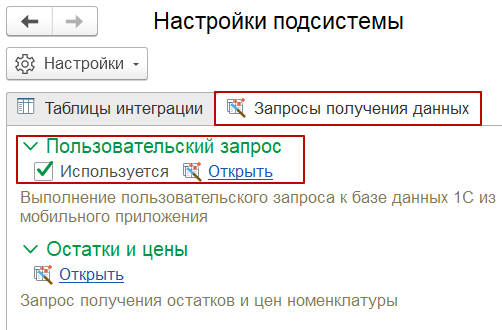 Настройки подсистемы
Настройки
Таблицы интеграции Запросы получения данных
Пользовательский запрос
Используется Открыть
Выполнение пользовательского запроса к базе данных 1С из
мобильного приложения
Остатки и цены
Открыть
Запрос получения остатков и цен номенклатуры